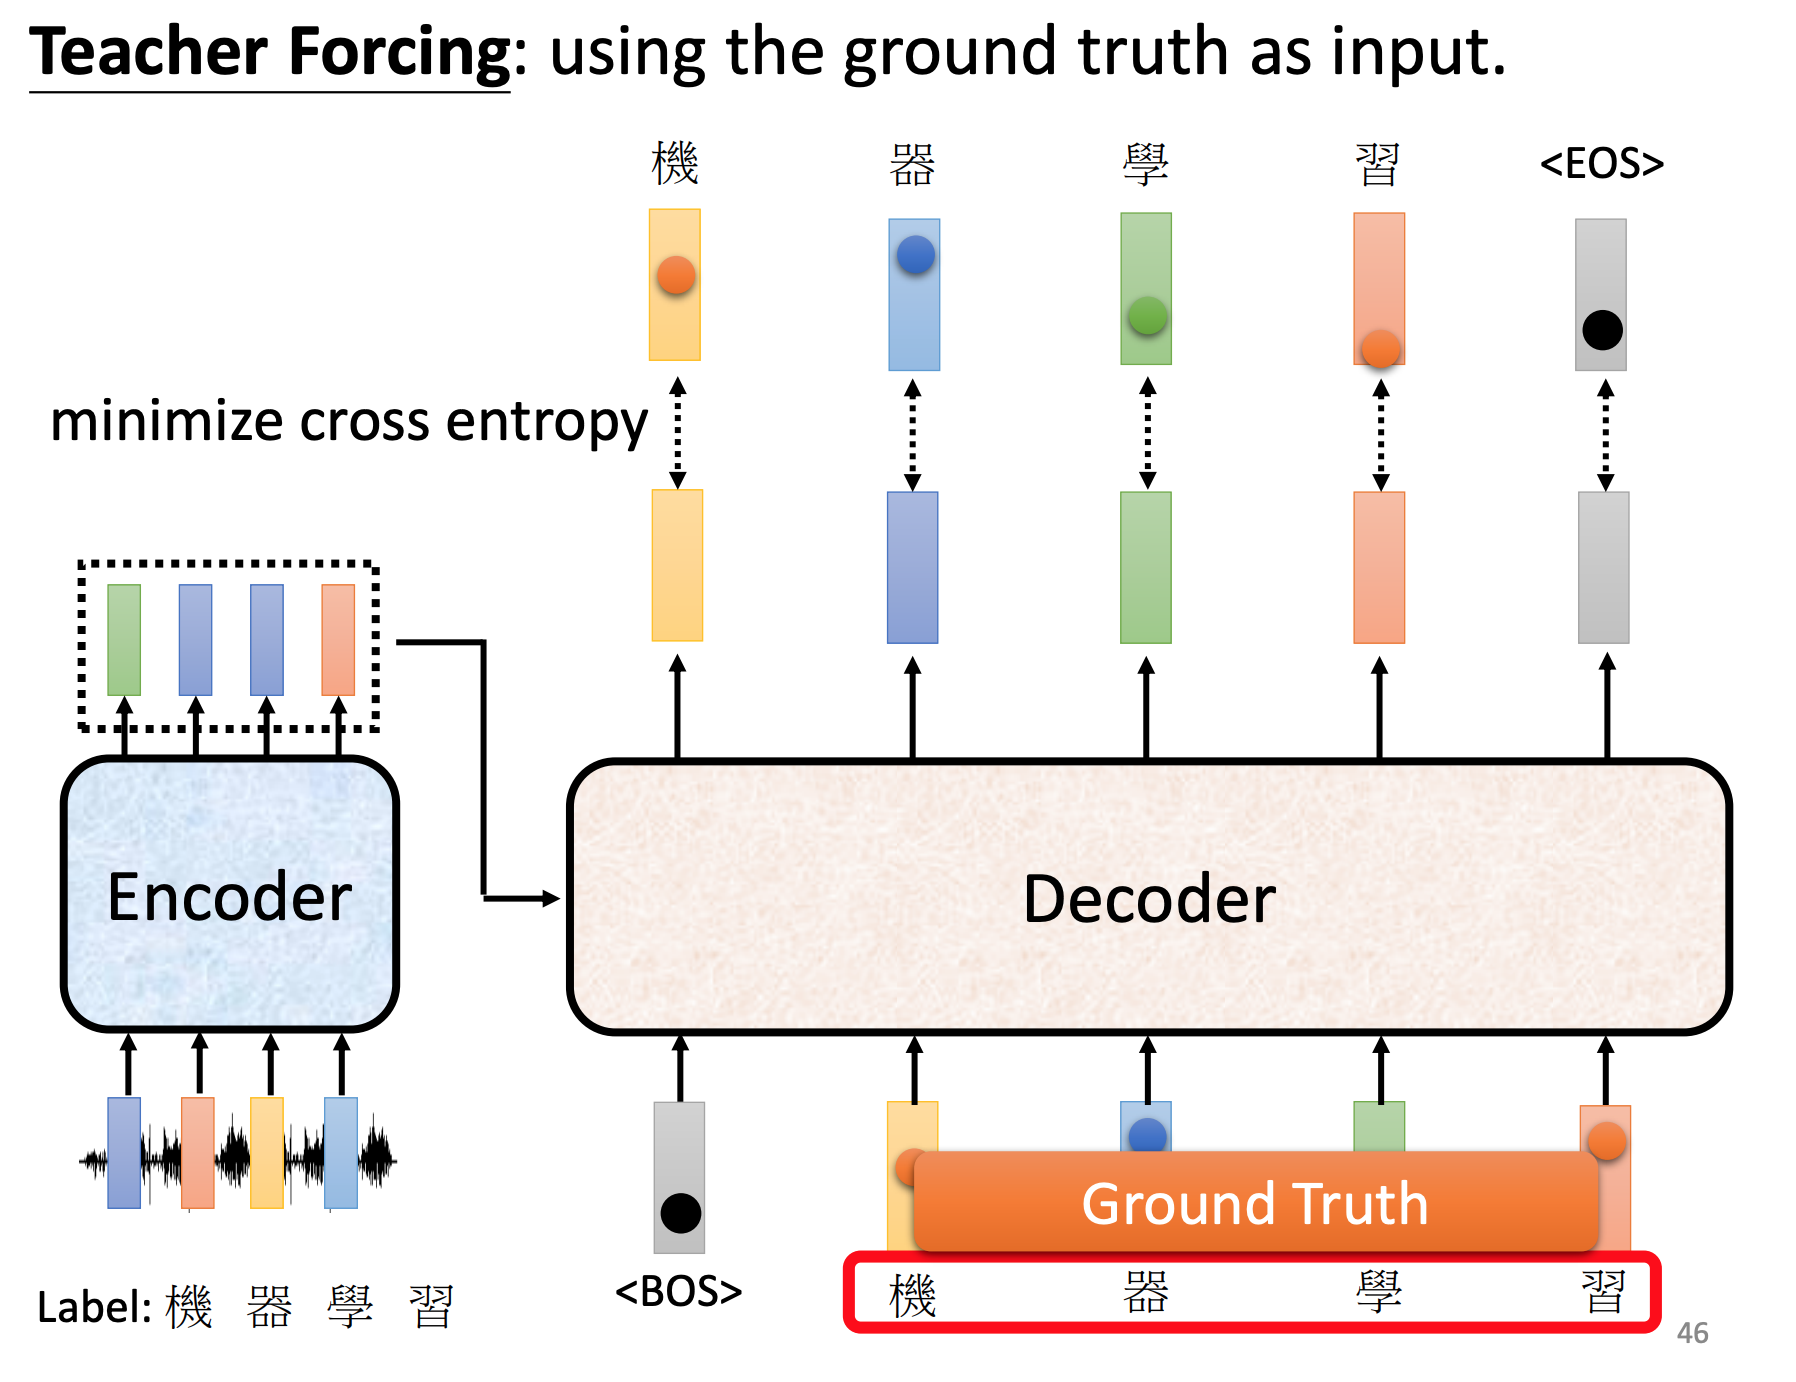 Teacher Forcing: using the ground truth as input.
機 器 學 習 <EOS>
minimize cross entropy
Encoder
Decoder
Ground Truth
Label: 機 器 學 習
<BOS> 機 器 學 習
46